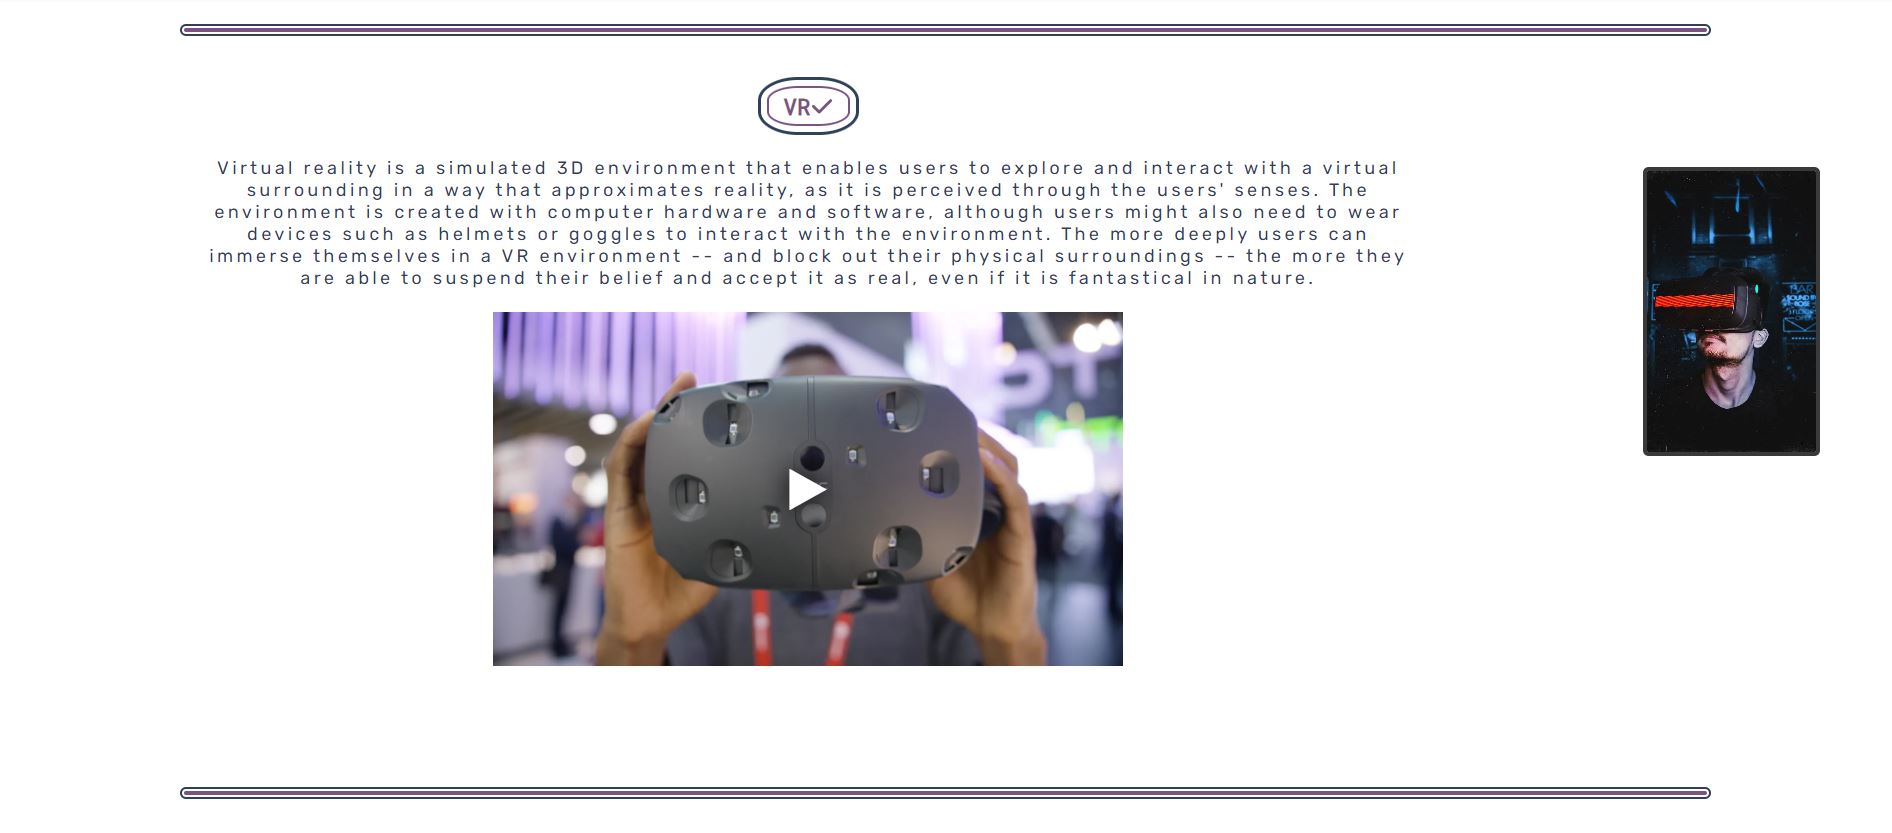 VR✓
Virtual reality is a simulated 3D environment that enables users to explore and interact with a virtual
surrounding in a way that approximates reality, as it is perceived through the users' senses. The
environment is created with computer hardware and software, although users might also need to wear
devices such as helmets or goggles to interact with the environment. The more deeply users can
immerse themselves in a VR environment -- and block out their physical surroundings -- the more they
are able to suspend their belief and accept it as real, even if it is fantastical in nature.